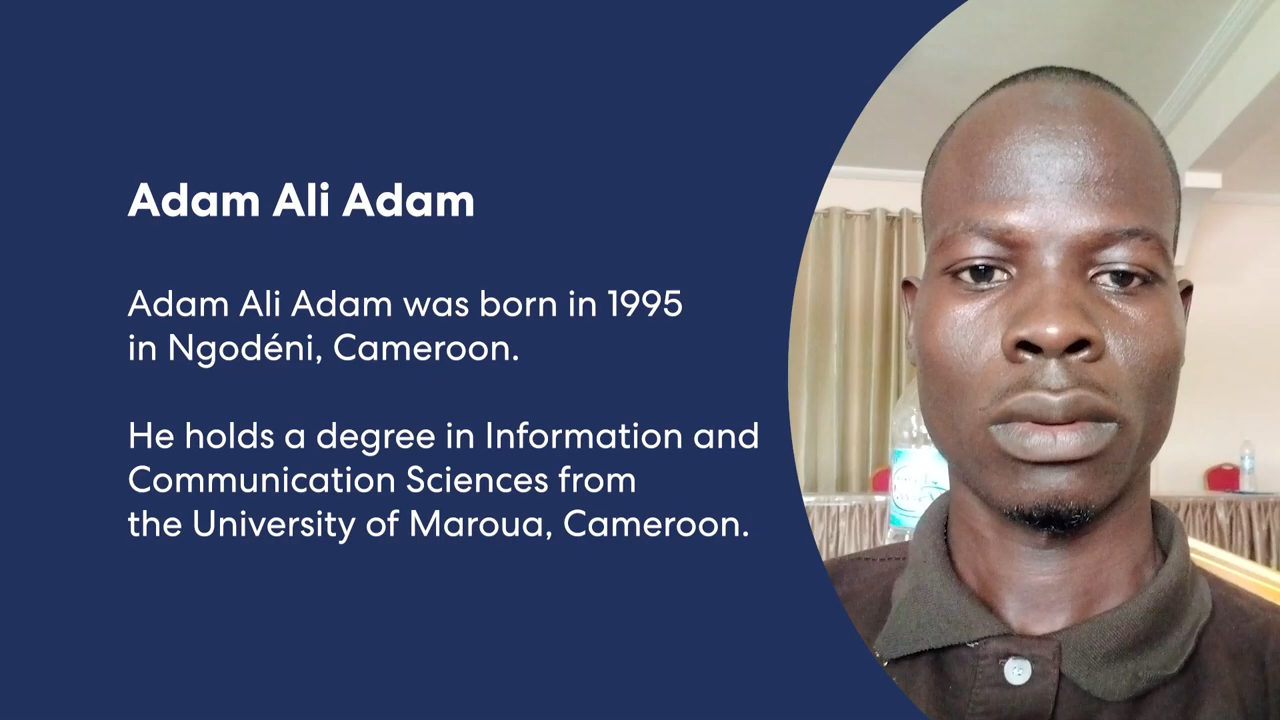 Adam Ali Adam
Adam Ali Adam was born in 1995
in Ngodéni, Cameroon.
He holds a degree in Information and
Communication Sciences from
the University of Maroua, Cameroon.